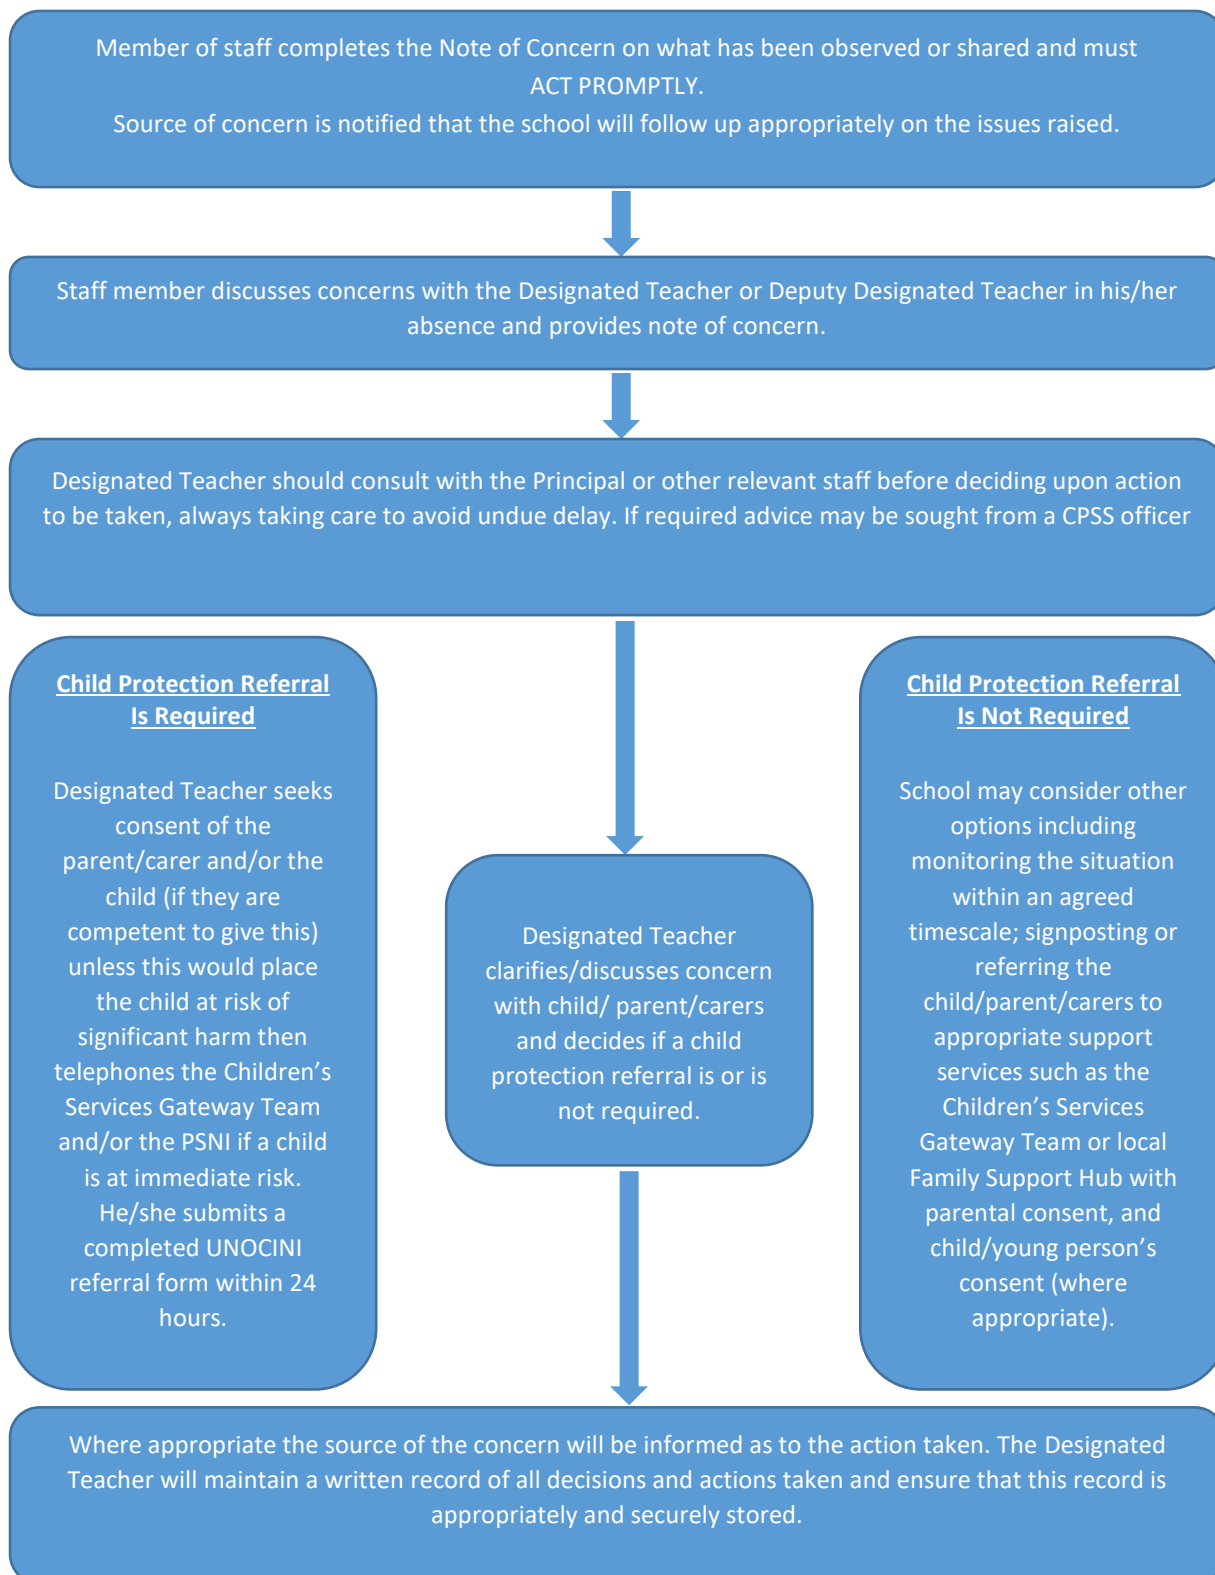 Member of staff completes the Note of Concern on what has been observed or shared and must
ACT PROMPTLY.
Source of concern is notified that the school will follow up appropriately on the issues raised.
Staff member discusses concerns with the Designated Teacher or Deputy Designated Teacher in his/her
absence and provides note of concern.
Designated Teacher should consult with the Principal or other relevant staff before deciding upon action
to be taken, always taking care to avoid undue delay. If required advice may be sought from a CPSS officer
Child Protection Referral
Is Required
Designated Teacher seeks
consent of the
parent/carer and/or the
child (if they are
competent to give this)
unless this would place
the child at risk of
significant harm then
telephones the Children’s
Services Gateway Team
and/or the PSNI if a child
is at immediate risk.
He/she submits a
completed UNOCINI
referral form within 24
hours.
Designated Teacher
clarifies/discusses concern
with child/ parent/carers
and decides if a child
protection referral is or is
not required.
Child Protection Referral
Is Not Required
School may consider other
options including
monitoring the situation
within an agreed
timescale; signposting or
referring the
child/parent/carers to
appropriate support
services such as the
Children’s Services
Gateway Team or local
Family Support Hub with
parental consent, and
child/young person’s
consent (where
appropriate).
Where appropriate the source of the concern will be informed as to the action taken. The Designated
Teacher will maintain a written record of all decisions and actions taken and ensure that this record is
appropriately and securely stored.